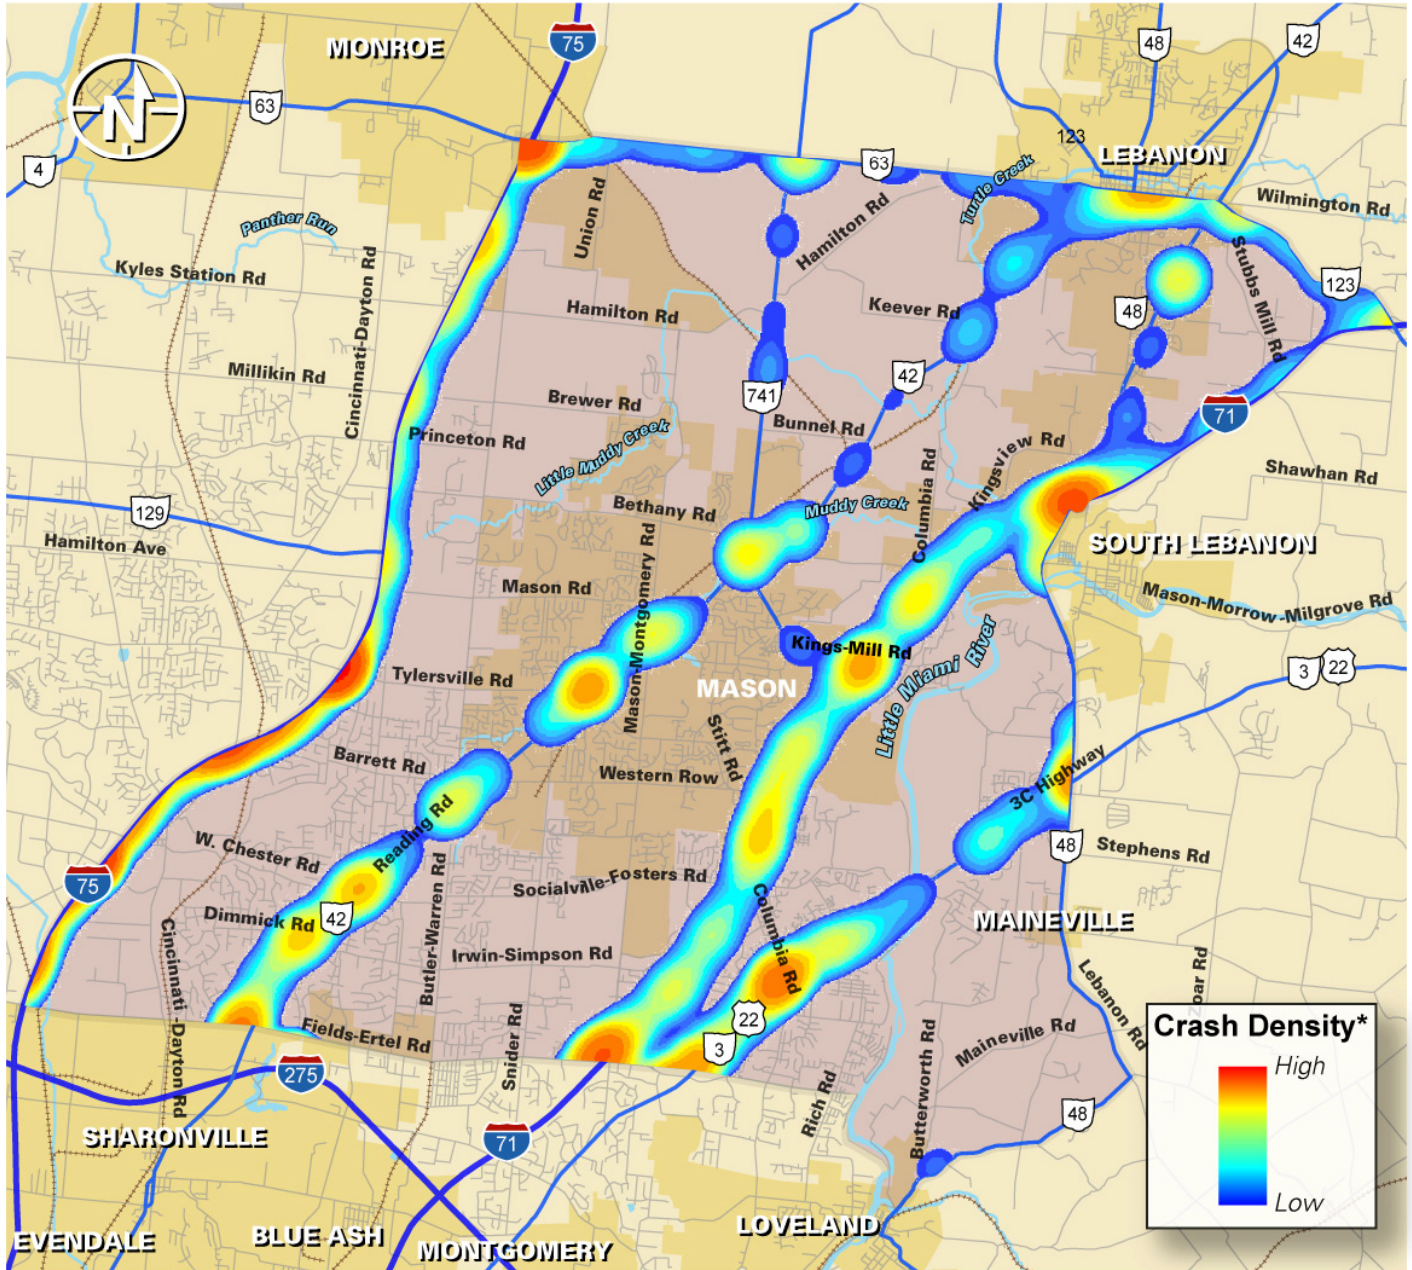 MONROE
75
48
42
N
63
4
123
LEBANON
63
Turtle Creek
Wilmington Rd
Panther Run
Union Rd
Hamilton Rd
Kyles Station Rd
Cincinnati-Dayton Rd
Stubbs Mill Rd
123
Hamilton Rd
Keever Rd
48
Millikin Rd
42
741
Brewer Rd
Bunnel Rd
71
Princeton Rd
Little Muddy Creek
Kingsview Rd
Columbia Rd
Shawhan Rd
129
Bethany Rd
Muddy Creek
Hamilton Ave
SOUTH LEBANON
Mason Rd
Mason-Montgomery Rd
Mason-Morrow-Milgrove Rd
Kings-Mill Rd
Little Miami River
Tylersville Rd
MASON
3
22
Stitt Rd
Barrett Rd
Western Row
3C Highway
Reading Rd
W. Chester Rd
48
Stephens Rd
75
Butler-Warren Rd
Socialville-Fosters Rd
Columbia Rd
Dimmick Rd
42
MAINEVILLE
Cincinnati-Dayton Rd
Irwin-Simpson Rd
Lebanon Rd
oar Rd
22
3
Fields-Ertel Rd
Snider Rd
Maineville Rd
Crash Density*
High
Low
275
Rich Rd
Butterworth Rd
48
SHARONVILLE
71
EVENDALE
BLUE ASH
MONTGOMERY
LOVELAND